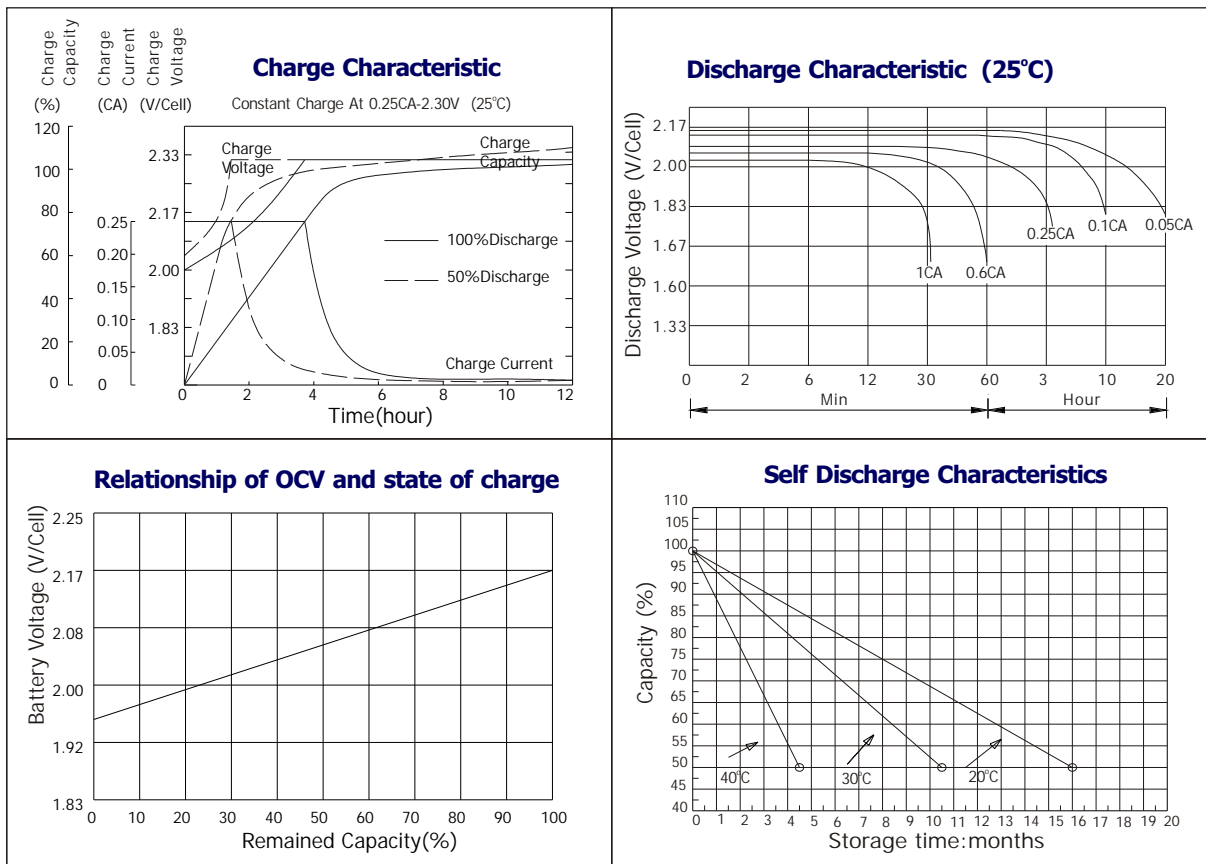 Charge Capacity
Charge Current
Charge Voltage
(%)
(CA)
(V/Cell)
Charge Characteristic
Constant Charge At 0.25CA-2.30V (25°C)
120
100
80
60
40
20
0
0.25
0.20
0.15
0.10
0.05
0
2.33
2.17
2.00
1.83
Charge Voltage
Charge Capacity
100%Discharge
50%Discharge
Charge Current
0 2 4 6 8 10 12
Time(hour)
Discharge Characteristic (25°C)
Discharge Voltage (V/Cell)
2.17
2.00
1.83
1.67
1.60
1.33
1CA
0.6CA
0.25CA
0.1CA
0.05CA
0 2 6 12 30 60 3 10 20
Min
Hour
Relationship of OCV and state of charge
Battery Voltage (V/Cell)
2.25
2.17
2.08
2.00
1.92
1.83
0 10 20 30 40 50 60 70 80 90 100
Remained Capacity(%)
Self Discharge Characteristics
Capacity (%)
110
105
100
95
90
85
80
75
70
65
60
55
50
45
40
40°C
30°C
20°C
0 1 2 3 4 5 6 7 8 9 10 11 12 13 14 15 16 17 18 19 20
Storage time:months